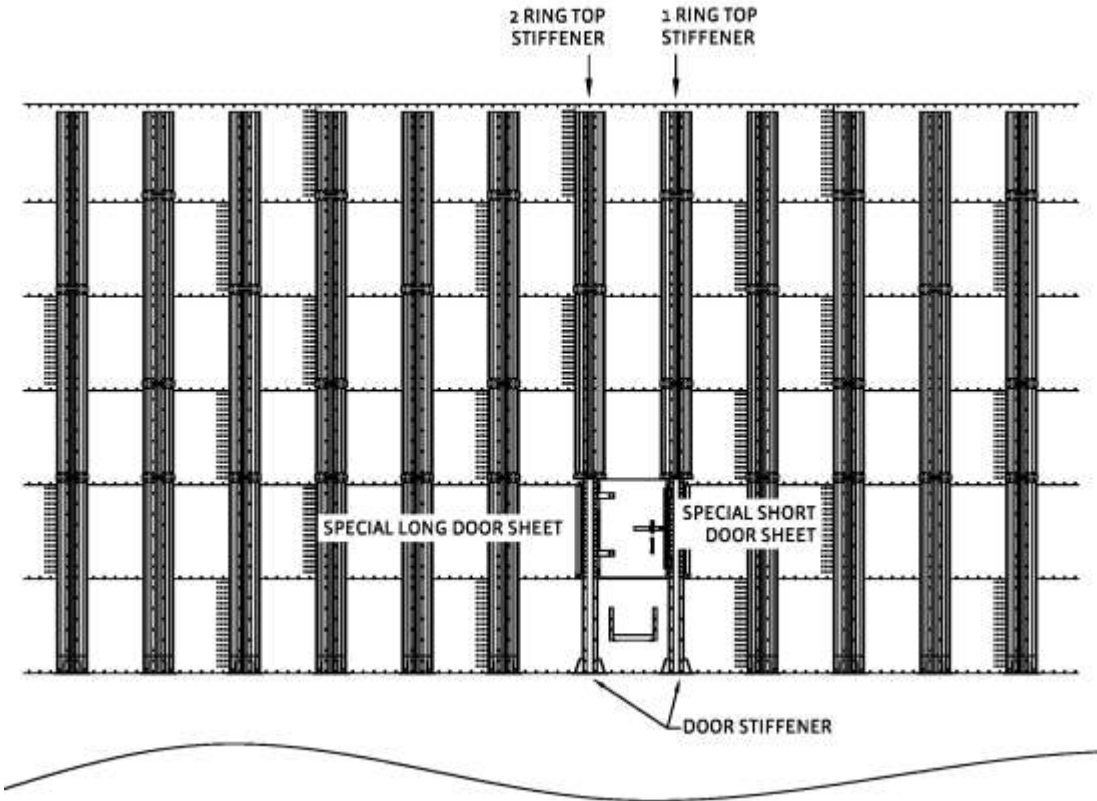 2 RING TOP
STIFFENER
1 RING TOP
STIFFENER
SPECIAL LONG DOOR SHEET
SPECIAL SHORT
DOOR SHEET
DOOR STIFFENER